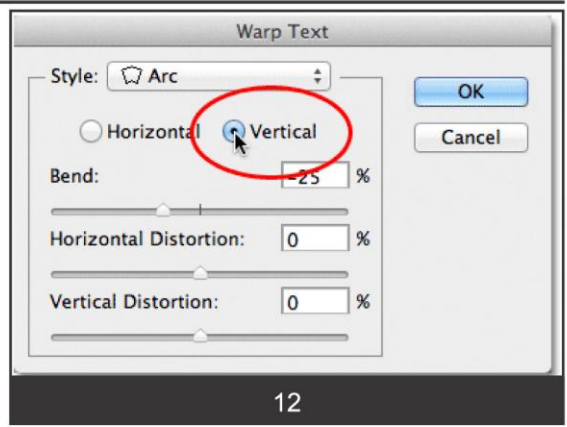 Warp Text
Style: Arc
OK
Horizontal Vertical
Cancel
Bend: -25 %
Horizontal Distortion: 0 %
Vertical Distortion: 0 %
12